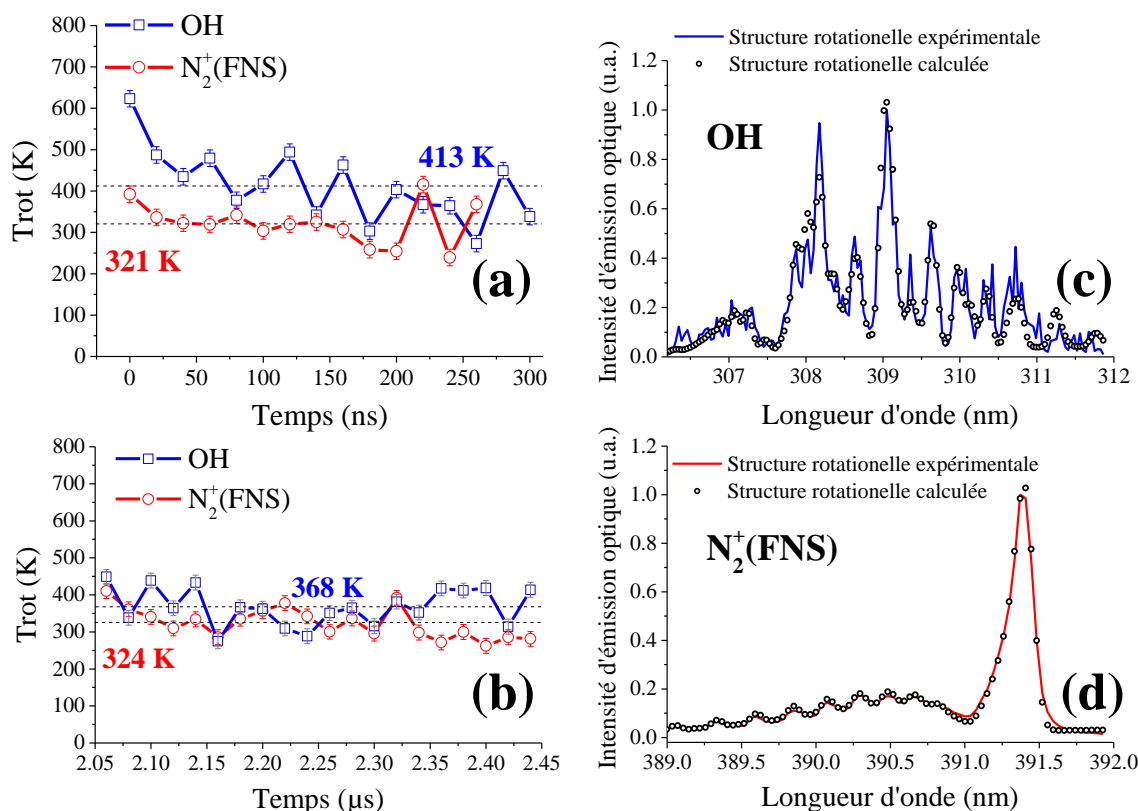 OH
N₂⁺(FNS)
800
700
600
500
400
300
200
100
0
Trot (K)
413 K
321 K
(a)
0 50 100 150 200 250 300
Temps (ns)
Structure rotationelle expérimentale
Structure rotationelle calculée
1.2
1.0
0.8
0.6
0.4
0.2
0.0
Intensité d'émission optique (u.a.)
OH
(c)
307 308 309 310 311 312
Longueur d'onde (nm)
OH
N₂⁺(FNS)
800
700
600
500
400
300
200
100
0
Trot (K)
368 K
324 K
(b)
2.05 2.10 2.15 2.20 2.25 2.30 2.35 2.40 2.45
Temps (µs)
Structure rotationelle expérimentale
Structure rotationelle calculée
1.2
1.0
0.8
0.6
0.4
0.2
0.0
Intensité d'émission optique (u.a.)
N₂⁺(FNS)
(d)
389.0 389.5 390.0 390.5 391.0 391.5 392.0
Longueur d'onde (nm)